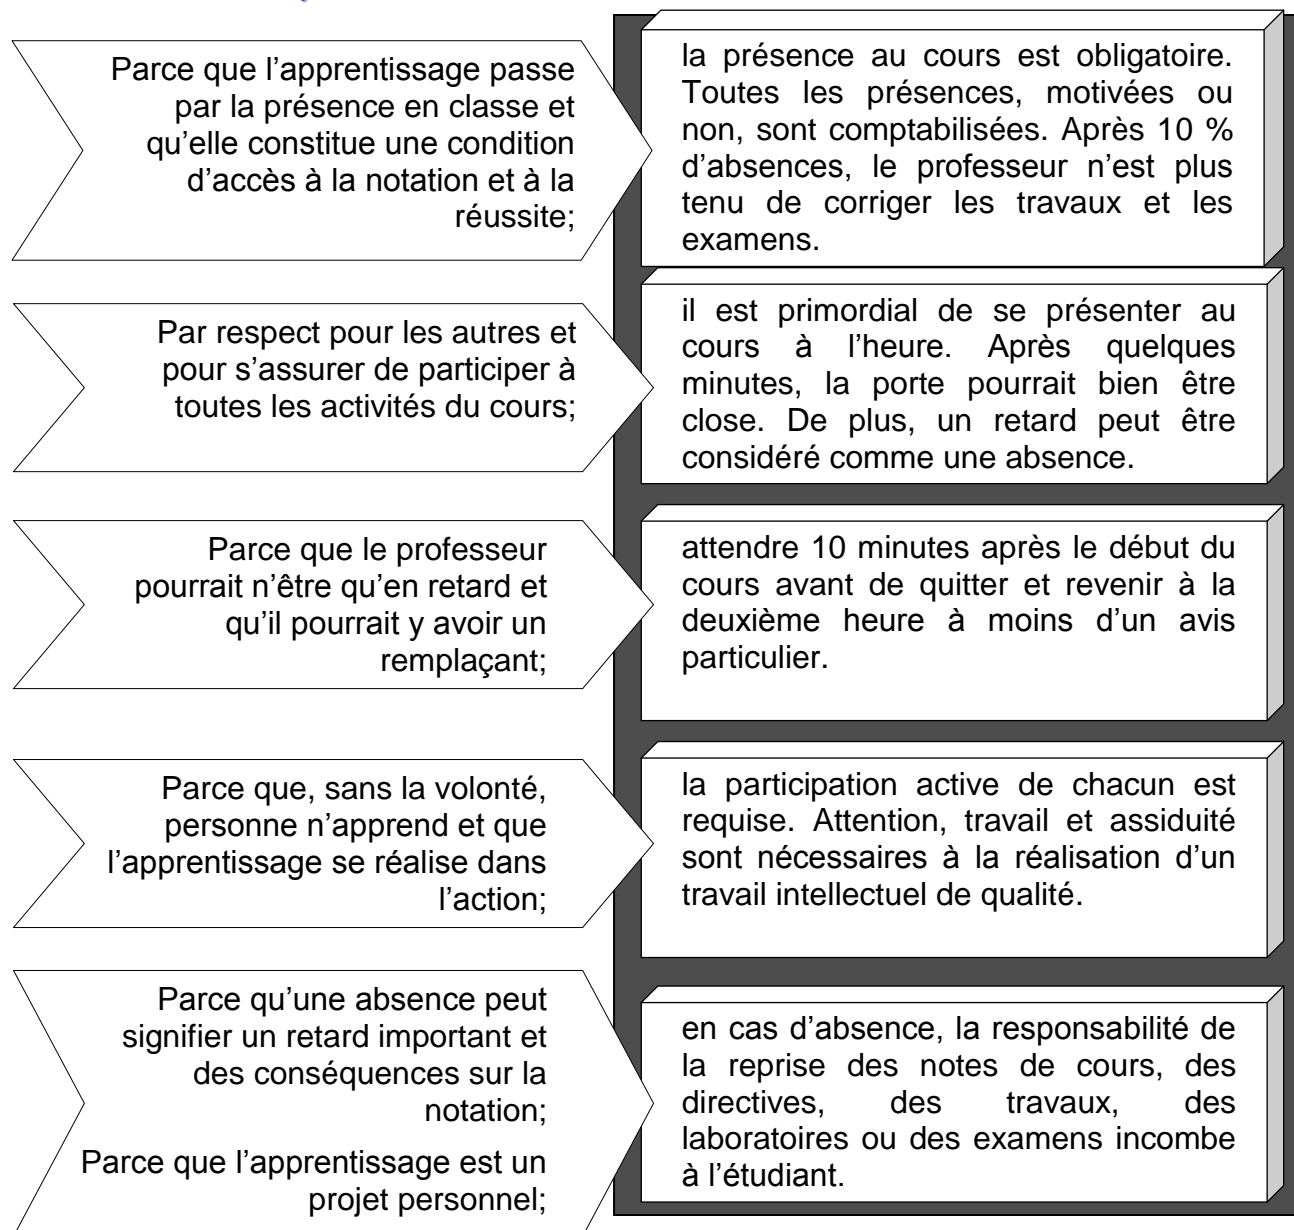 Parce que l’apprentissage passe
par la présence en classe et
qu’elle constitue une condition
d’accès à la notation et à la
réussite;
la présence au cours est obligatoire.
Toutes les présences, motivées ou
non, sont comptabilisées. Après 10 %
d’absences, le professeur n’est plus
tenu de corriger les travaux et les
examens.
Par respect pour les autres et
pour s’assurer de participer à
toutes les activités du cours;
il est primordial de se présenter au
cours à l’heure. Après quelques
minutes, la porte pourrait bien être
close. De plus, un retard peut être
considéré comme une absence.
Parce que le professeur
pourrait n’être qu’en retard et
qu’il pourrait y avoir un
remplaçant;
attendre 10 minutes après le début du
cours avant de quitter et revenir à la
deuxième heure à moins d’un avis
particulier.
Parce que, sans la volonté,
personne n’apprend et que
l’apprentissage se réalise dans
l’action;
la participation active de chacun est
requise. Attention, travail et assiduité
sont nécessaires à la réalisation d’un
travail intellectuel de qualité.
Parce qu’une absence peut
signifier un retard important et
des conséquences sur la
notation;
Parce que l’apprentissage est un
projet personnel;
en cas d’absence, la responsabilité de
la reprise des notes de cours, des
directives, des travaux, des
laboratoires ou des examens incombe
à l’étudiant.